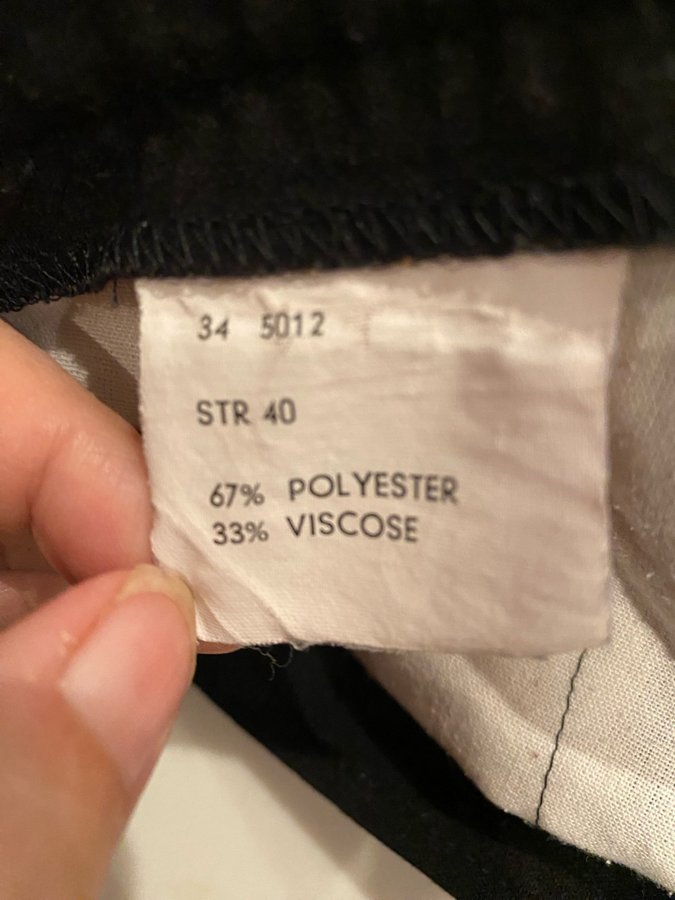 34 5012
STR 40
67% POLYESTER
33% VISCOSE